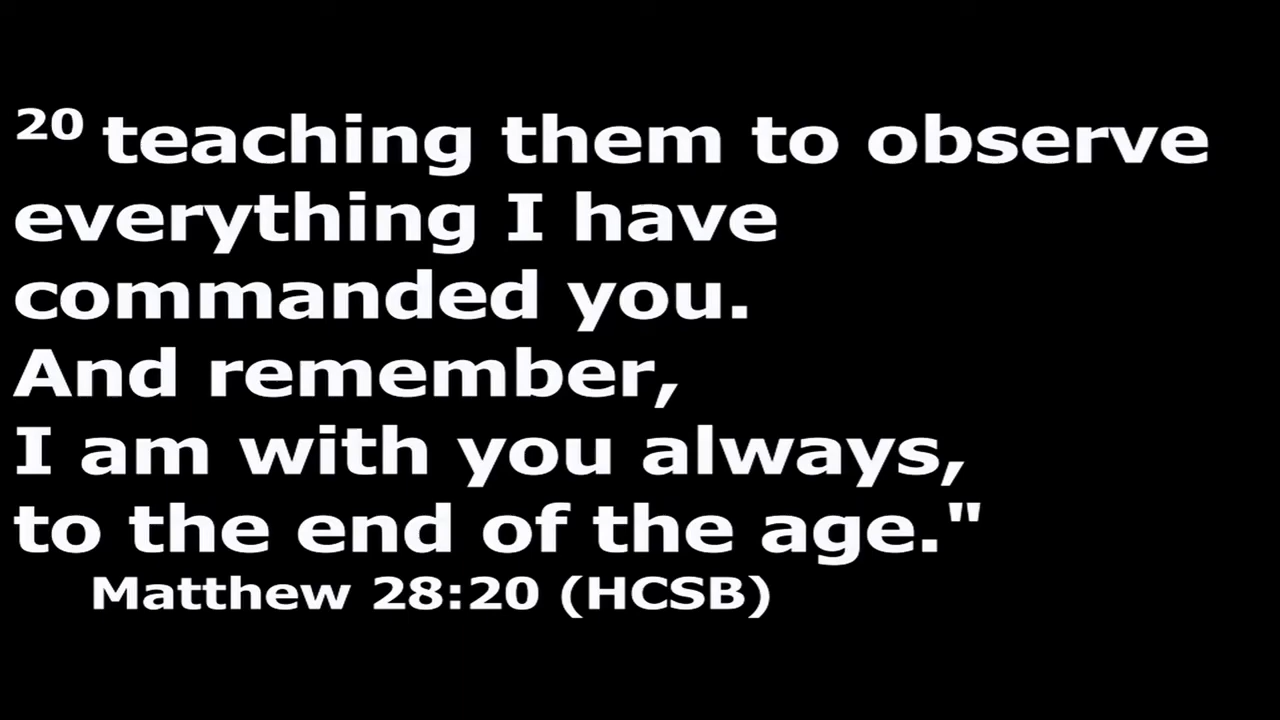 20 teaching them to observe
everything I have
commanded you.
And remember,
I am with you always,
to the end of the age."
Matthew 28:20 (HCSB)